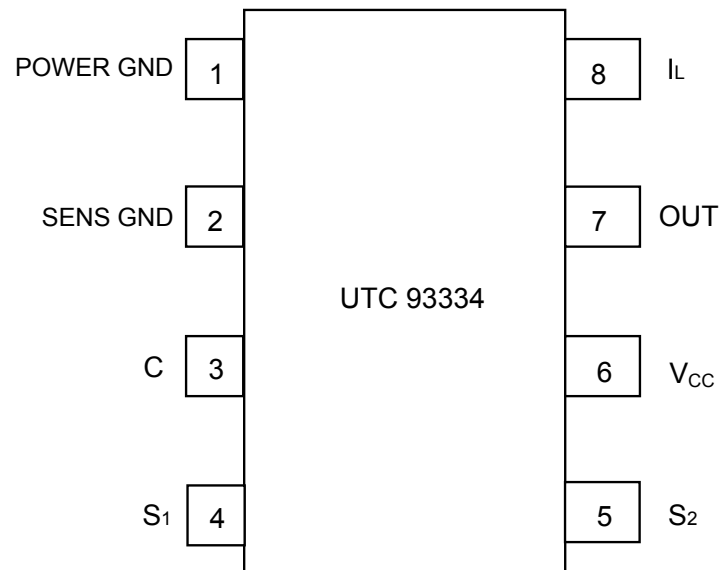 POWER GND 1 8 IL
SENS GND 2 7 OUT
UTC 93334
C 3 6 VCC
S1 4 5 S2